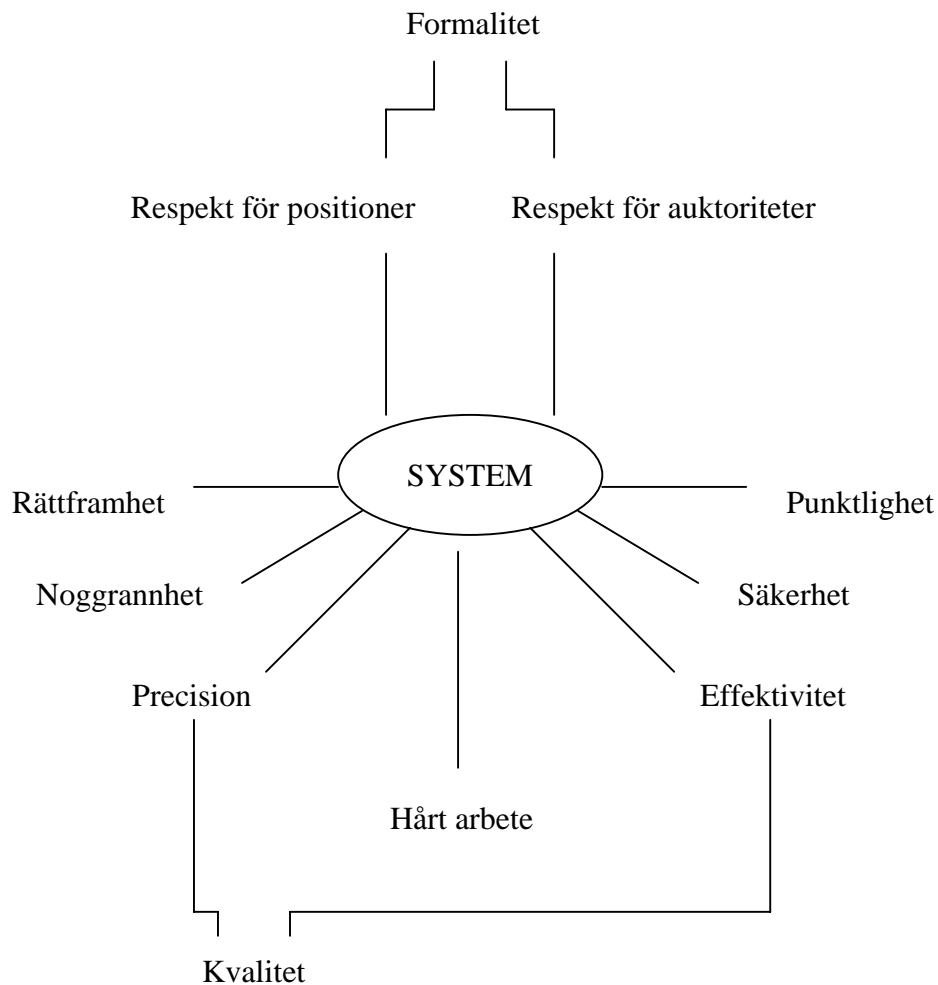 Formalitet
Respekt för positioner
Respekt för auktoriteter
SYSTEM
Rättframhet
Punktlighet
Noggrannhet
Säkerhet
Precision
Effektivitet
Hårt arbete
Kvalitet